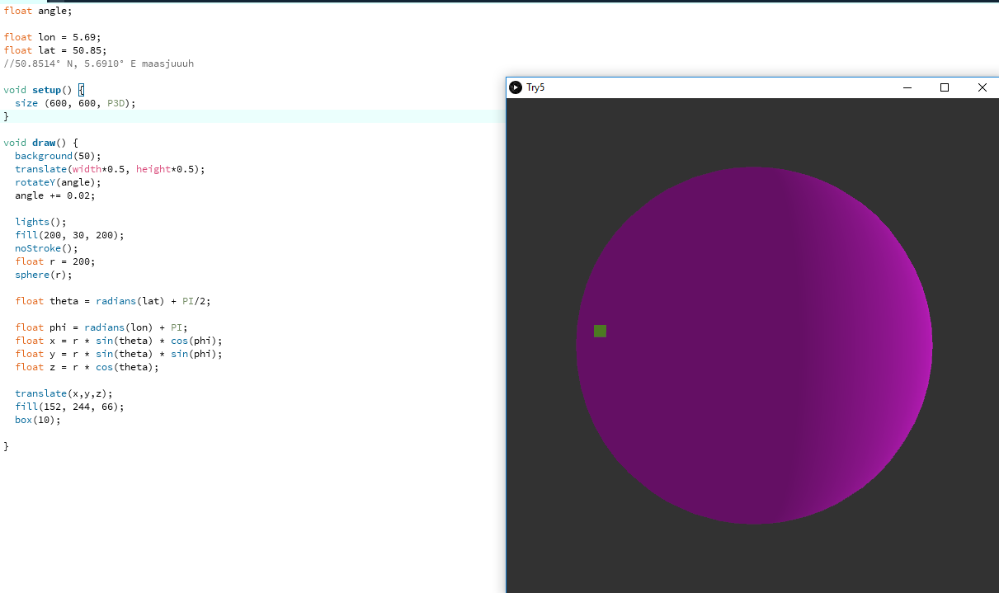 float angle;
float lon = 5.69;
float lat = 50.85;
//50.8514° N, 5.6910° E maasjuuuh
void setup() {
  size (600, 600, P3D);
}
void draw() {
  background(50);
  translate(width*0.5, height*0.5);
  rotateY(angle);
  angle += 0.02;
  lights();
  fill(200, 30, 200);
  noStroke();
  float r = 200;
  sphere(r);
  float theta = radians(lat) + PI/2;
  float phi = radians(lon) + PI;
  float x = r * sin(theta) * cos(phi);
  float y = r * sin(theta) * sin(phi);
  float z = r * cos(theta);
  translate(x,y,z);
  fill(152, 244, 66);
  box(10);
}
Try5